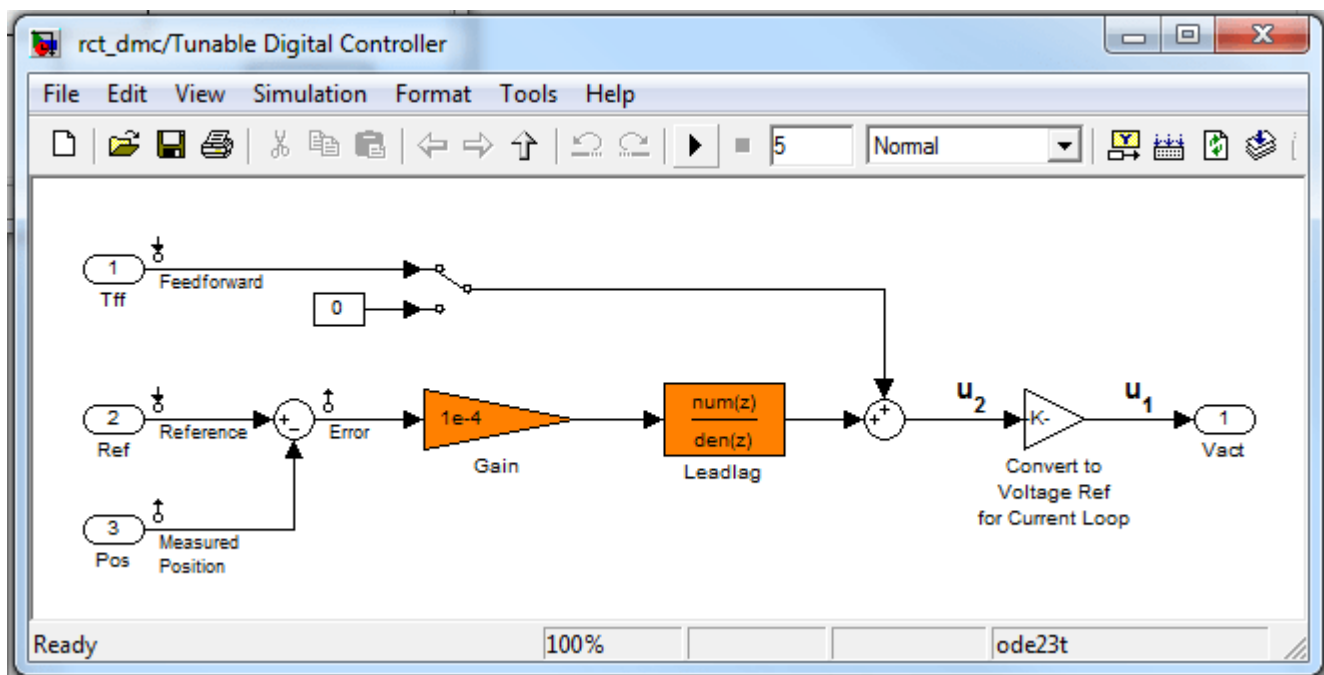 rct_dmc/Tunable Digital Controller
File Edit View Simulation Format Tools Help
5 Normal
1
Tff
Feedforward
0
2
Ref
Reference
Error
1e-4
Gain
num(z)
den(z)
Leadlag
u2
-K-
u1
1
Vact
Convert to
Voltage Ref
for Current Loop
3
Pos
Measured
Position
Ready 100% ode23t